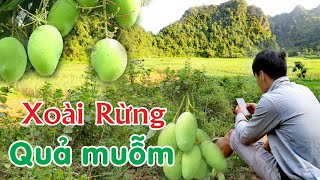 Xoài Rừng
Quả muỗm